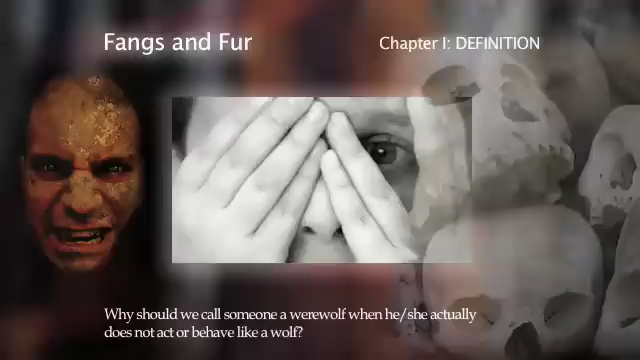 Fangs and Fur
Chapter I: DEFINITION
Why should we call someone a werewolf when he/she actually
does not act or behave like a wolf?